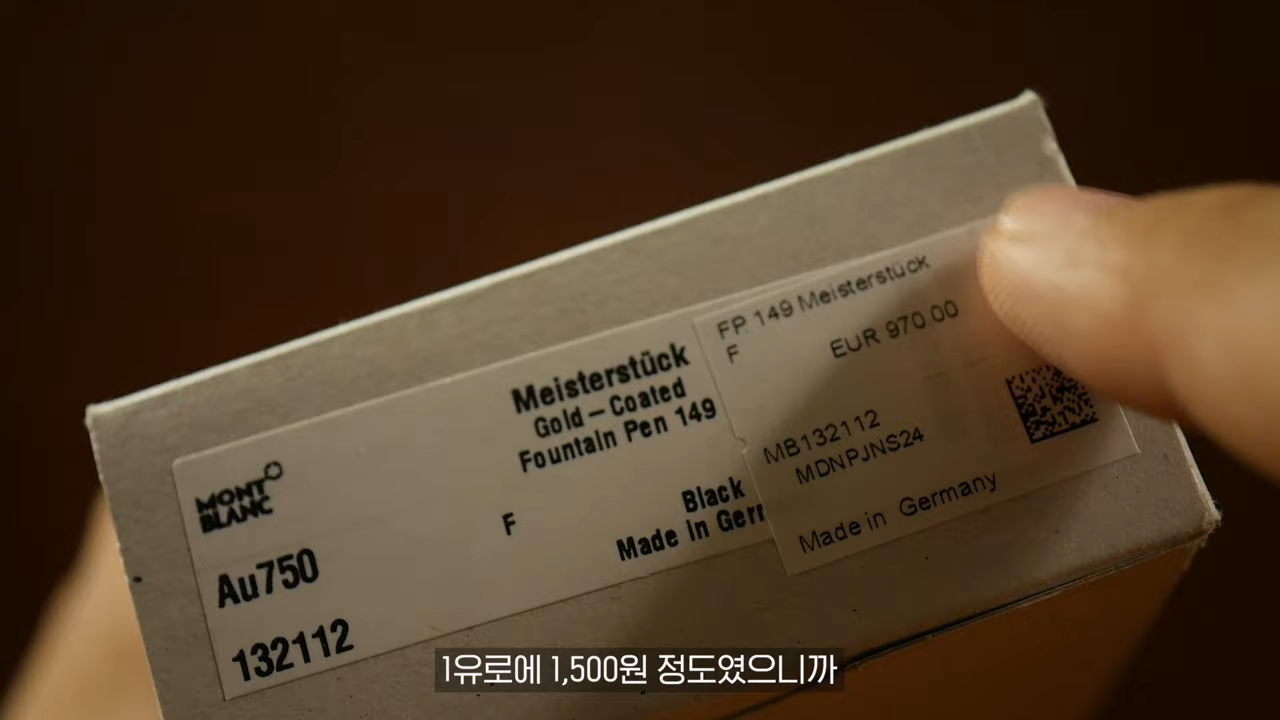 MONT
BLANC
Au750
132112
F
Meisterstück
Gold – Coated
Fountain Pen 149
Black
Made in Germ
FP 149 Meisterstück
F
EUR 970.00
MB132112
MDNPJNS24
Made in Germany
1유로에 1,500원 정도였으니까